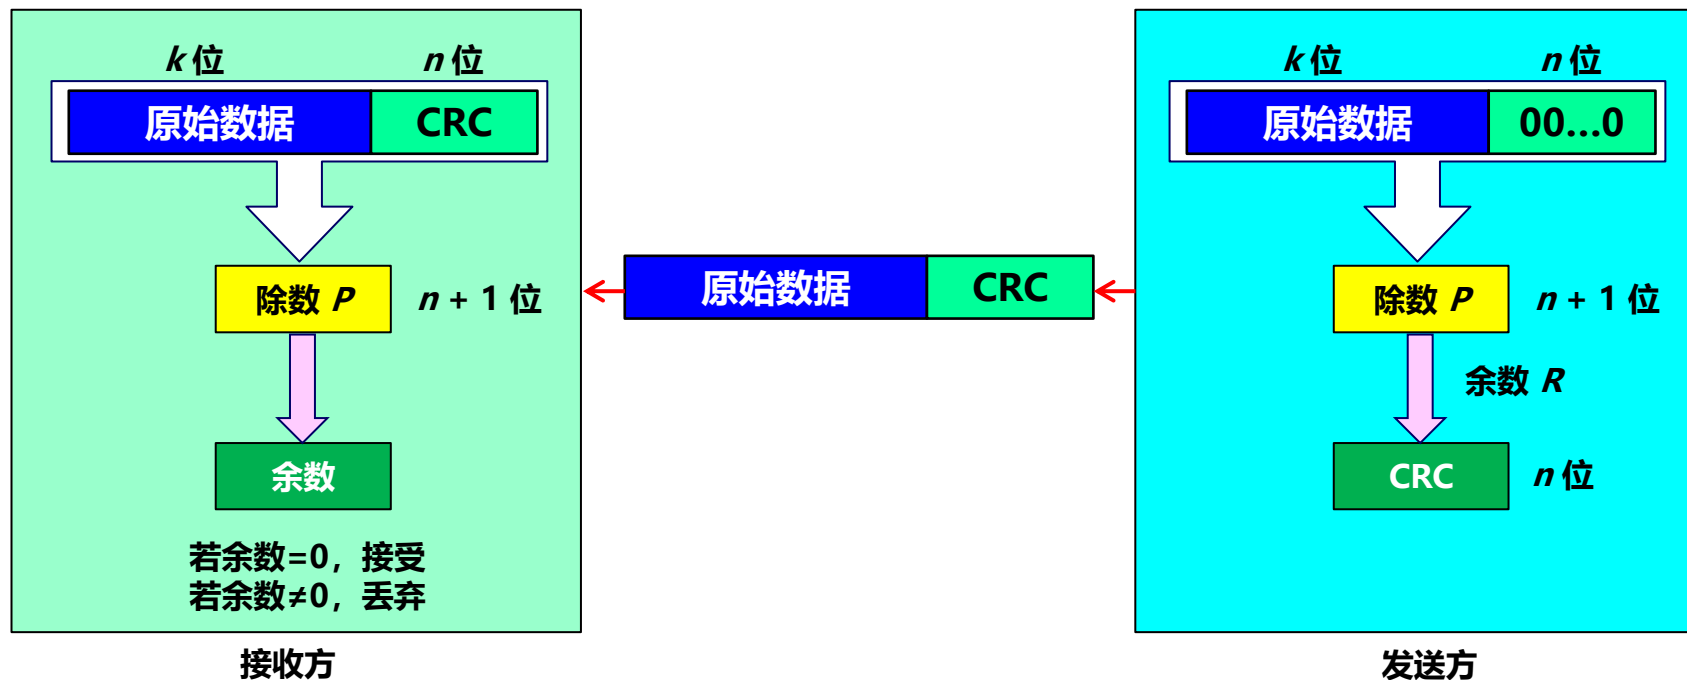 k 位 n 位
原始数据 CRC
除数 P n + 1 位
余数
若余数=0，接受
若余数≠0，丢弃
接收方
原始数据 CRC
k 位 n 位
原始数据 00...0
除数 P n + 1 位
余数 R
CRC n 位
发送方